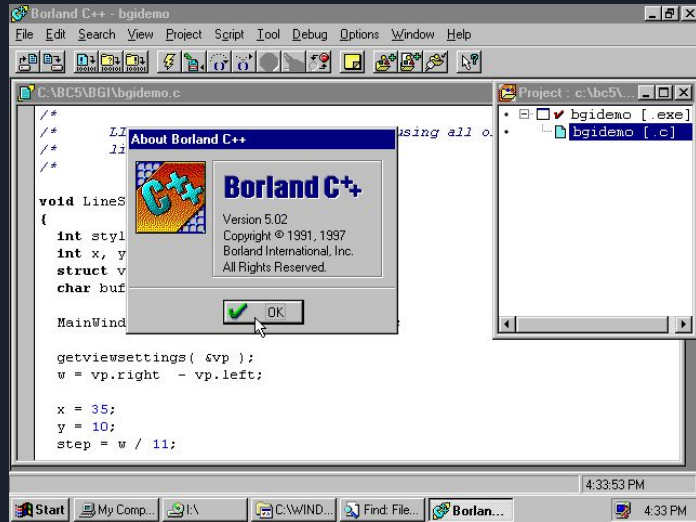 Borland C++ - bgidemo
File Edit Search View Project Script Tool Debug Options Window Help
C:\BC5\BGI\bgidemo.c
/*
/* LI
/* li
/*
using all o
void LineS
{
int styl
int x, y
struct v
char buf
MainWind
getviewsettings( &vp );
w = vp.right - vp.left;
x = 35;
y = 10;
step = w / 11;
About Borland C++
C++
Borland C++
Version 5.02
Copyright © 1991, 1997
Borland International, Inc.
All Rights Reserved.
OK
Project : c:\bc5\...
bgidemo [.exe]
bgidemo [.c]
4:33:53 PM
Start My Comp... I:\ C:\WIND... Find: File... Borlan... 4:33 PM